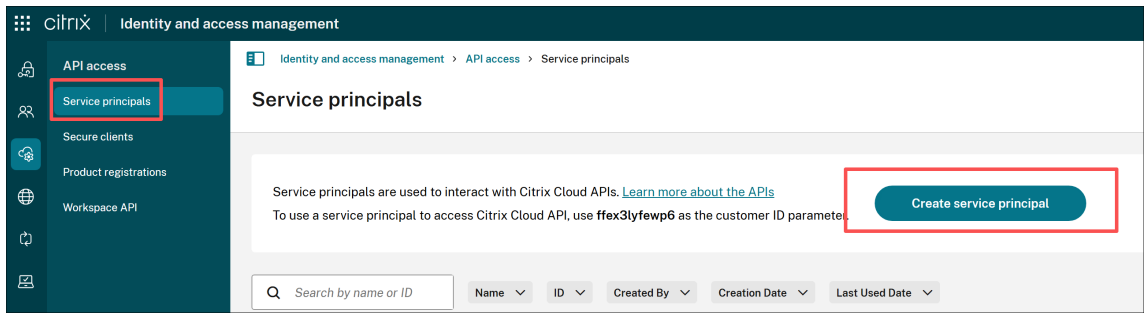 citrix | Identity and access management
API access
Service principals
Secure clients
Product registrations
Workspace API
Identity and access management > API access > Service principals
Service principals
Service principals are used to interact with Citrix Cloud APIs. Learn more about the APIs
To use a service principal to access Citrix Cloud API, use ffex3lyfewp6 as the customer ID parameter.
Create service principal
Search by name or ID
Name
ID
Created By
Creation Date
Last Used Date